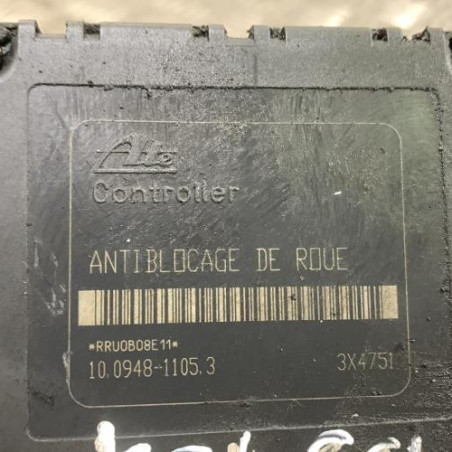 Ate
Controller
ANTIBLOCAGE DE ROUE
*RRU0B08E11*
10.0948-1105.3 3X4751